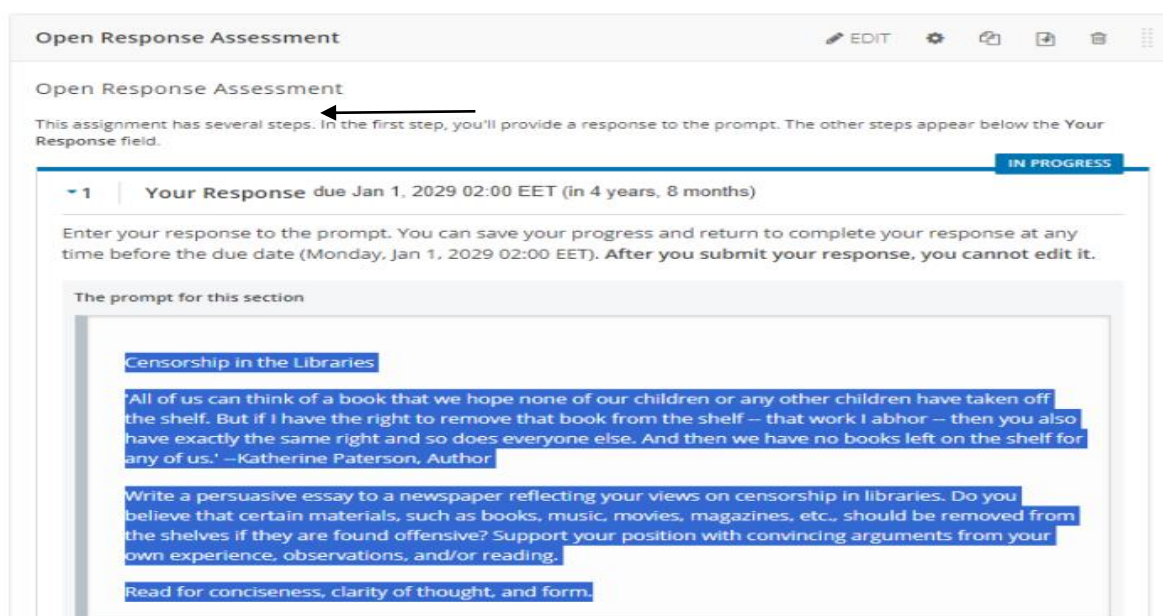 Open Response Assessment
EDIT
Open Response Assessment
This assignment has several steps. In the first step, you'll provide a response to the prompt. The other steps appear below the Your
Response field.
IN PROGRESS
1 Your Response due Jan 1, 2029 02:00 EET (in 4 years, 8 months)
Enter your response to the prompt. You can save your progress and return to complete your response at any
time before the due date (Monday, Jan 1, 2029 02:00 EET). After you submit your response, you cannot edit it.
The prompt for this section
Censorship in the Libraries
'All of us can think of a book that we hope none of our children or any other children have taken off
the shelf. But if I have the right to remove that book from the shelf -- that work I abhor -- then you also
have exactly the same right and so does everyone else. And then we have no books left on the shelf for
any of us.' --Katherine Paterson, Author
Write a persuasive essay to a newspaper reflecting your views on censorship in libraries. Do you
believe that certain materials, such as books, music, movies, magazines, etc., should be removed from
the shelves if they are found offensive? Support your position with convincing arguments from your
own experience, observations, and/or reading.
Read for conciseness, clarity of thought, and form.